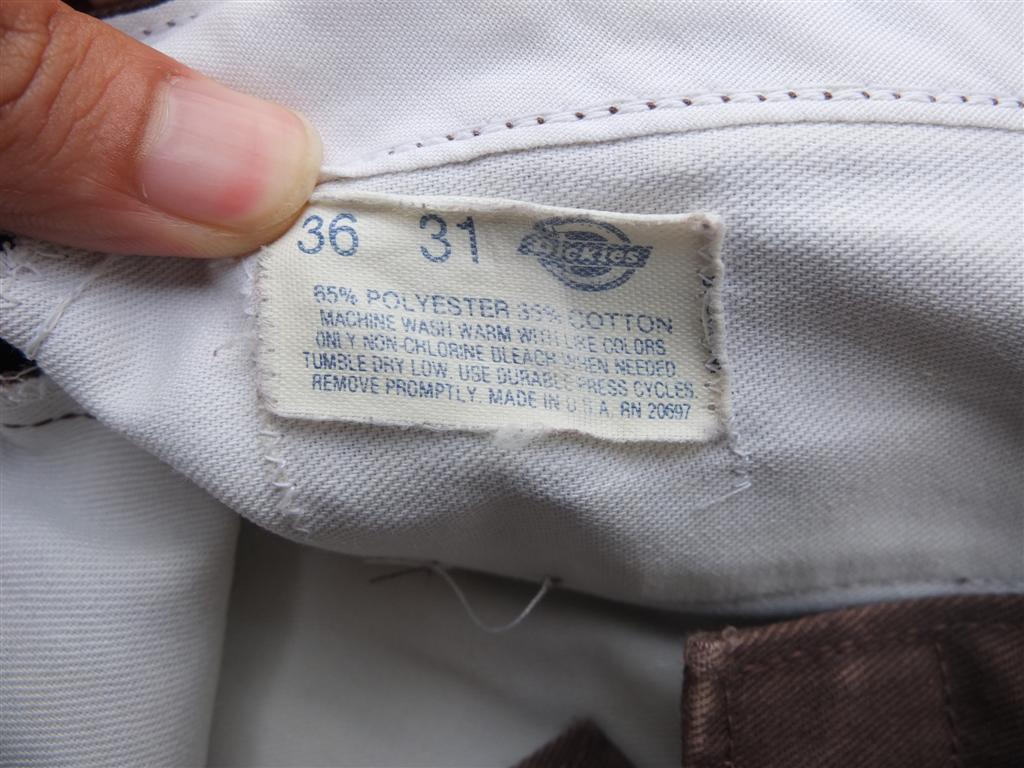 36 31 Dickies
65% POLYESTER 35% COTTON
MACHINE WASH WARM WITH LIKE COLORS
ONLY NON-CHLORINE BLEACH WHEN NEEDED
TUMBLE DRY LOW. USE DURABLE PRESS CYCLES.
REMOVE PROMPTLY. MADE IN U.S.A. RN 20697